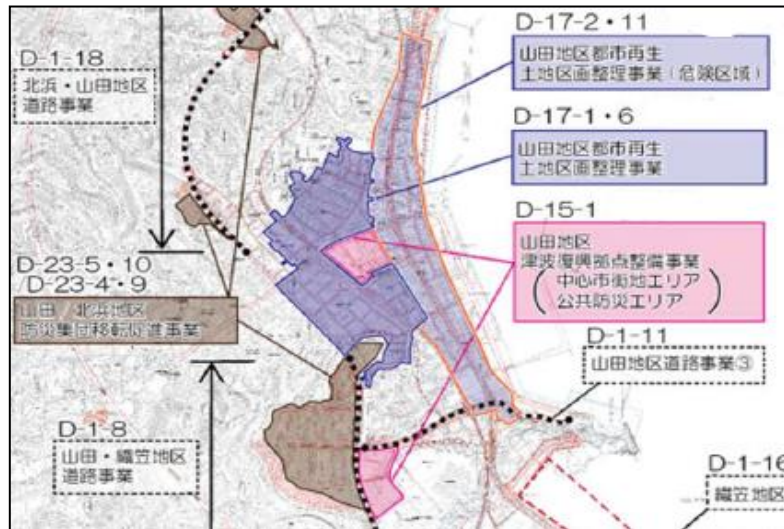 D-1-18
北浜・山田地区
道路事業
D-17-2・11
山田地区都市再生
土地区画整理事業(危険区域)
D-17-1・6
山田地区都市再生
土地区画整理事業
D-15-1
山田地区
津波復興部点整備事業
(中心市街地エリア
公共防災エリア)
D-23-5・10
/D-23-4・9
山田/北浜地区
防災集団移転促進事業
D-1-11
山田地区道路事業③
D-1-8
山田・織笠地区
道路事業
D-1-16
織笠地区